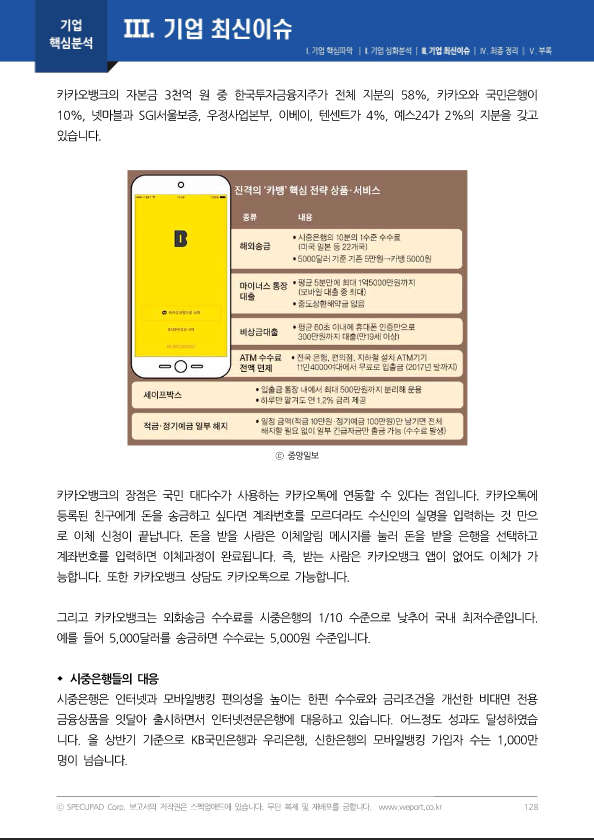 기업
핵심분석
III. 기업 최신이슈
I. 기업 핵심파악 | II. 기업 심화분석 | III. 기업 최신이슈 | IV. 최종 정리 | V. 부록
카카오뱅크의 자본금 3천억 원 중 한국투자금융지주가 전체 지분의 58%, 카카오와 국민은행이
10%, 넷마블과 SGI서울보증, 우정사업본부, 이베이, 텐센트가 4%, 예스24가 2%의 지분을 갖고
있습니다.
진격의 '카뱅' 핵심 전략 상품·서비스
종류 내용
해외송금
• 시중은행의 10분의 1수준 수수료
(미국 일본 등 22개국)
• 5000달러 기준 기존 5만원→카뱅 5000원
마이너스 통장
대출
• 평균 5분만에 최대 1억5000만원까지
(모바일 대출 중 최대)
• 중도상환해약금 없음
비상금대출
• 평균 60초 이내에 휴대폰 인증만으로
300만원까지 대출(만19세 이상)
ATM 수수료
전액 면제
• 전국 은행, 편의점, 지하철 설치 ATM기기
11만4000여대에서 무료로 입출금 (2017년 말까지)
세이프박스
• 입출금 통장 내에서 최대 500만원까지 분리해 운용
• 하루만 맡겨도 연 1.2% 금리 제공
적금·정기예금 일부 해지
• 일정 금액(적금 10만원·정기예금 100만원)만 남기면 전체
해지할 필요 없이 일부 긴급자금만 출금 가능 (수수료 발생)
ⓒ 중앙일보
카카오뱅크의 장점은 국민 대다수가 사용하는 카카오톡에 연동할 수 있다는 점입니다. 카카오톡에
등록된 친구에게 돈을 송금하고 싶다면 계좌번호를 모르더라도 수신인의 실명을 입력하는 것 만으
로 이체 신청이 끝납니다. 돈을 받을 사람은 이체알림 메시지를 눌러 돈을 받을 은행을 선택하고
계좌번호를 입력하면 이체과정이 완료됩니다. 즉, 받는 사람은 카카오뱅크 앱이 없어도 이체가 가
능합니다. 또한 카카오뱅크 상담도 카카오톡으로 가능합니다.
그리고 카카오뱅크는 외화송금 수수료를 시중은행의 1/10 수준으로 낮추어 국내 최저수준입니다.
예를 들어 5,000달러를 송금하면 수수료는 5,000원 수준입니다.
◆ 시중은행들의 대응
시중은행은 인터넷과 모바일뱅킹 편의성을 높이는 한편 수수료와 금리조건을 개선한 비대면 전용
금융상품을 잇달아 출시하면서 인터넷전문은행에 대응하고 있습니다. 어느정도 성과도 달성하였습
니다. 올 상반기 기준으로 KB국민은행과 우리은행, 신한은행의 모바일뱅킹 가입자 수는 1,000만
명이 넘습니다.
ⓒ SPECUPAD Corp. 보고서의 저작권은 스펙업애드에 있습니다. 무단 복제 및 재배포를 금합니다. www.weport.co.kr 128